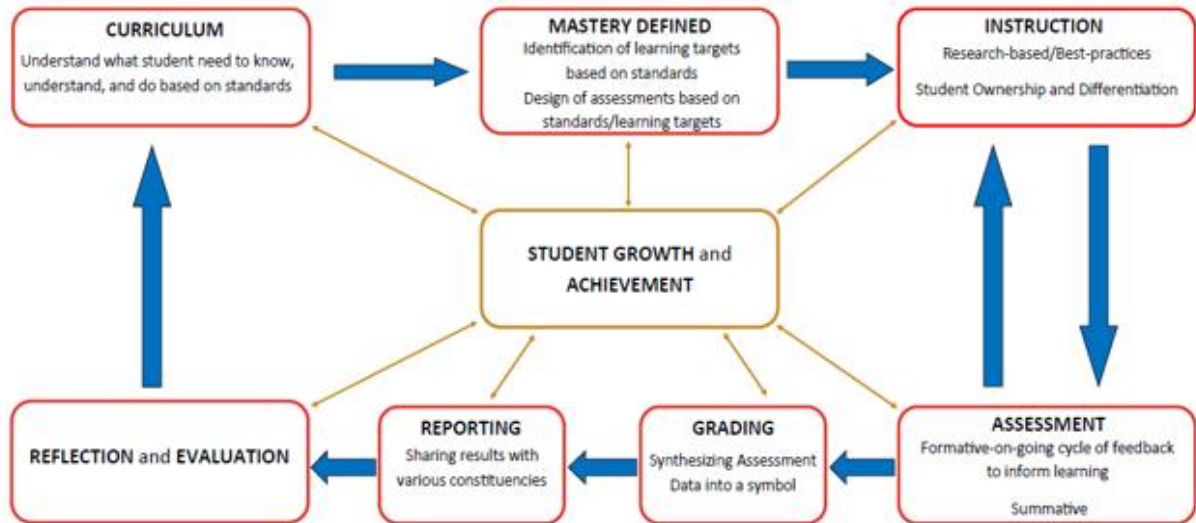 CURRICULUM
Understand what student need to know,
understand, and do based on standards
MASTERY DEFINED
Identification of learning targets
based on standards
Design of assessments based on
standards/learning targets
INSTRUCTION
Research-based/Best-practices
Student Ownership and Differentiation
STUDENT GROWTH and
ACHIEVEMENT
REFLECTION and EVALUATION
REPORTING
Sharing results with
various constituencies
GRADING
Synthesizing Assessment
Data into a symbol
ASSESSMENT
Formative-on-going cycle of feedback
to inform learning
Summative